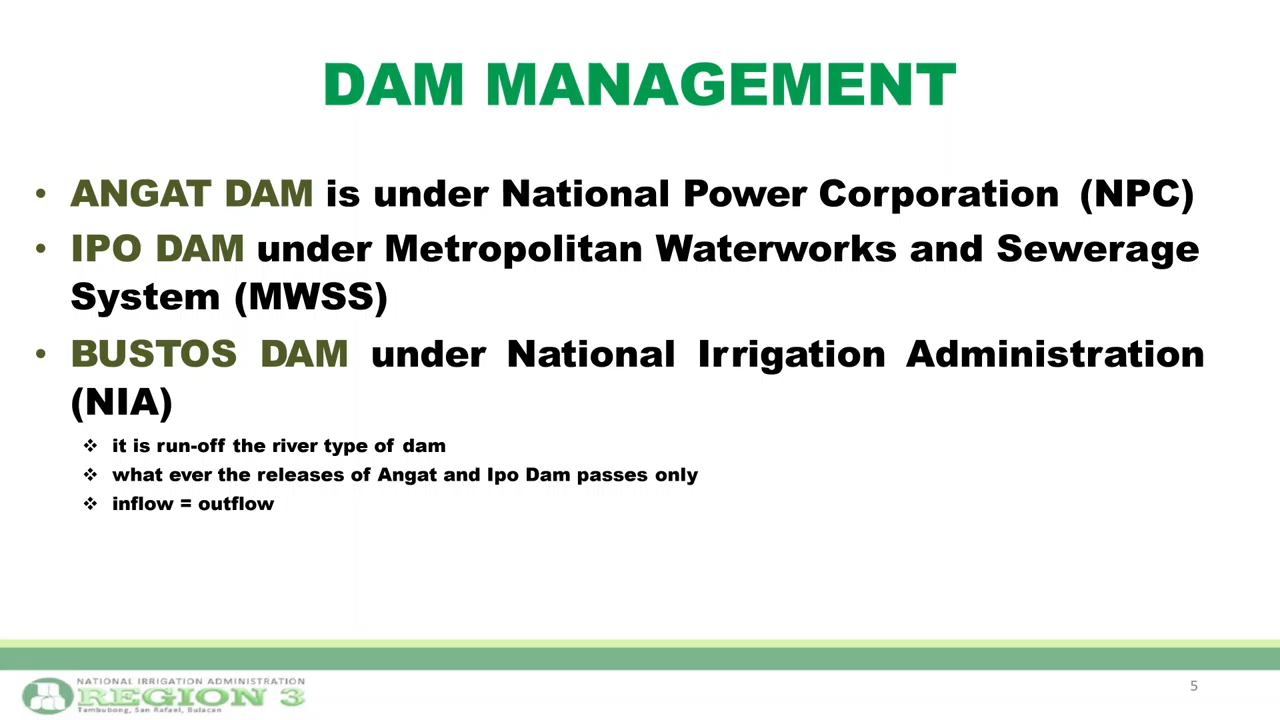 DAM MANAGEMENT
• ANGAT DAM is under National Power Corporation (NPC)
• IPO DAM under Metropolitan Waterworks and Sewerage
System (MWSS)
• BUSTOS DAM under National Irrigation Administration
(NIA)
❖ it is run-off the river type of dam
❖ what ever the releases of Angat and Ipo Dam passes only
❖ inflow = outflow
NATIONAL IRRIGATION ADMINISTRATION
REGION 3
Tambubong, San Rafael, Bulacan
5